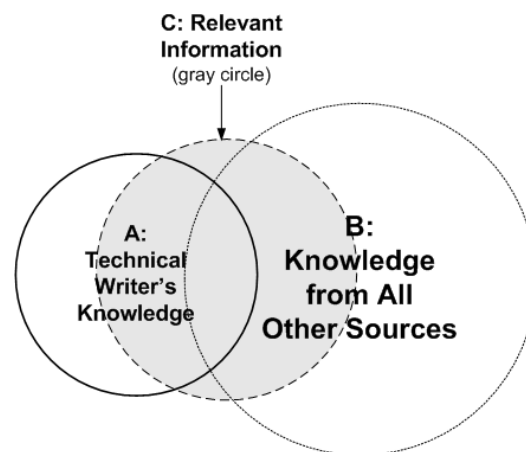 C: Relevant
Information
(gray circle)
A:
Technical
Writer's
Knowledge
B:
Knowledge
from All
Other Sources